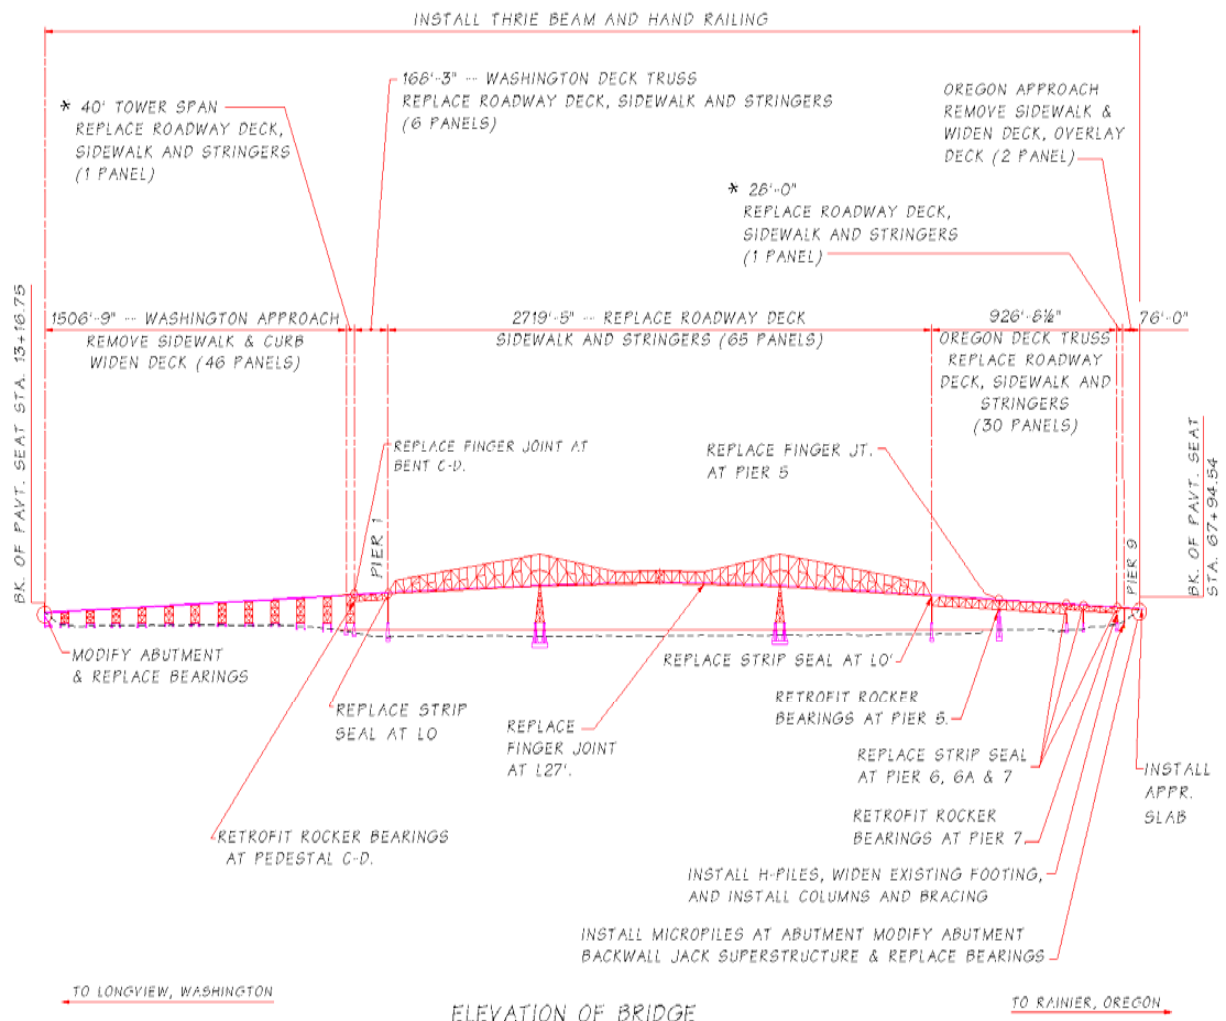 INSTALL THRIE BEAM AND HAND RAILING
* 40' TOWER SPAN
REPLACE ROADWAY DECK,
SIDEWALK AND STRINGERS
(1 PANEL)
166'-3" -- WASHINGTON DECK TRUSS
REPLACE ROADWAY DECK, SIDEWALK AND STRINGERS
(6 PANELS)
OREGON APPROACH
REMOVE SIDEWALK &
WIDEN DECK, OVERLAY
DECK (2 PANEL)
* 26'-0"
REPLACE ROADWAY DECK,
SIDEWALK AND STRINGERS
(1 PANEL)
BK. OF PAVT. SEAT STA. 13+16.75
1506'-9" -- WASHINGTON APPROACH
REMOVE SIDEWALK & CURB
WIDEN DECK (46 PANELS)
2719'-5" -- REPLACE ROADWAY DECK
SIDEWALK AND STRINGERS (65 PANELS)
926'-8½"
OREGON DECK TRUSS
REPLACE ROADWAY
DECK, SIDEWALK AND
STRINGERS
(30 PANELS)
76'-0"
BK. OF PAVT. SEAT
STA. 67+94.54
REPLACE FINGER JOINT AT
BENT C-D.
REPLACE FINGER JT.
AT PIER 5
PIER 1
PIER 9
MODIFY ABUTMENT
& REPLACE BEARINGS
REPLACE STRIP
SEAL AT L0
REPLACE
FINGER JOINT
AT L27'.
REPLACE STRIP SEAL AT L0'
RETROFIT ROCKER
BEARINGS AT PIER 5.
REPLACE STRIP SEAL
AT PIER 6, 6A & 7
INSTALL
APPR.
SLAB
RETROFIT ROCKER BEARINGS
AT PEDESTAL C-D.
RETROFIT ROCKER
BEARINGS AT PIER 7
INSTALL H-PILES, WIDEN EXISTING FOOTING,
AND INSTALL COLUMNS AND BRACING
INSTALL MICROPILES AT ABUTMENT MODIFY ABUTMENT
BACKWALL JACK SUPERSTRUCTURE & REPLACE BEARINGS
TO LONGVIEW, WASHINGTON
ELEVATION OF BRIDGE
TO RAINIER, OREGON